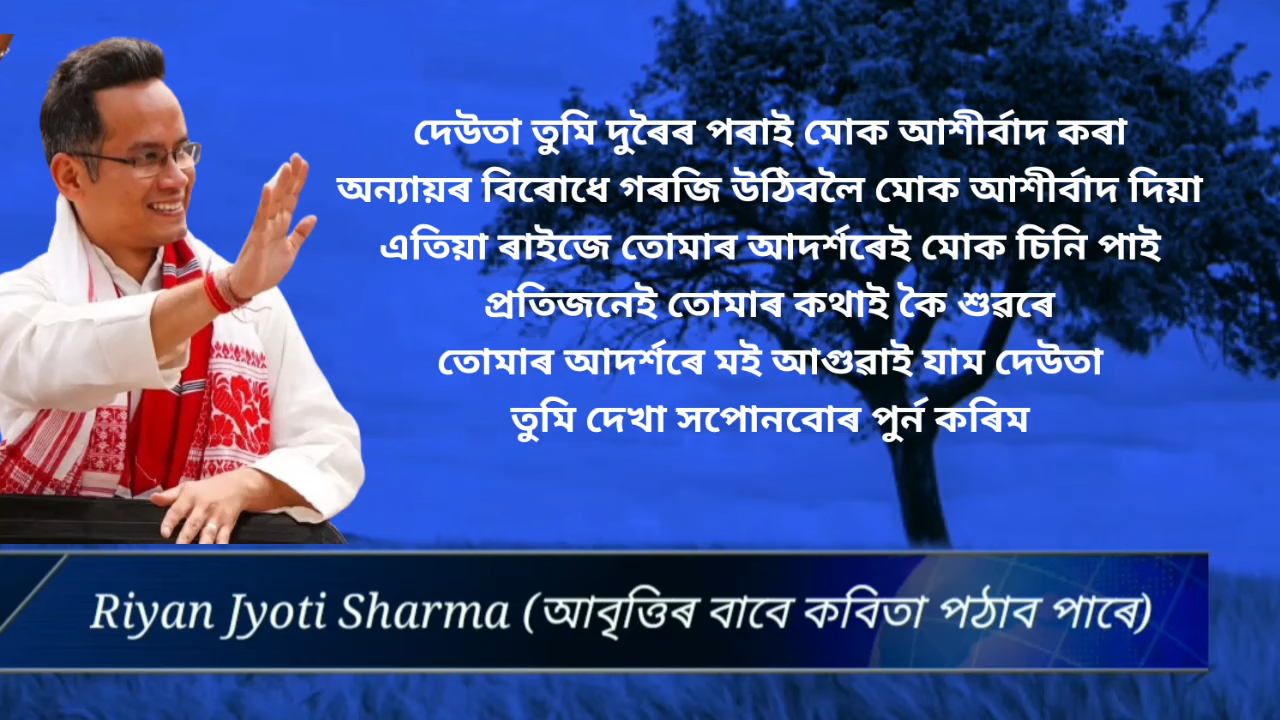 দেউতা তুমি দুৰৈৰ পৰাই মোক আশীৰ্বাদ কৰা
অন্যায়ৰ বিৰোধে গৰজি উঠিবলৈ মোক আশীৰ্বাদ দিয়া
এতিয়া ৰাইজে তোমাৰ আদৰ্শৰেই মোক চিনি পাই
প্ৰতিজনেই তোমাৰ কথাই কৈ শুৱৰে
তোমাৰ আদৰ্শৰে মই আগুৱাই যাম দেউতা
তুমি দেখা সপোনবোৰ পুৰ্ন কৰিম
Riyan Jyoti Sharma (আবৃত্তিৰ বাবে কবিতা পঠাব পাৰে)